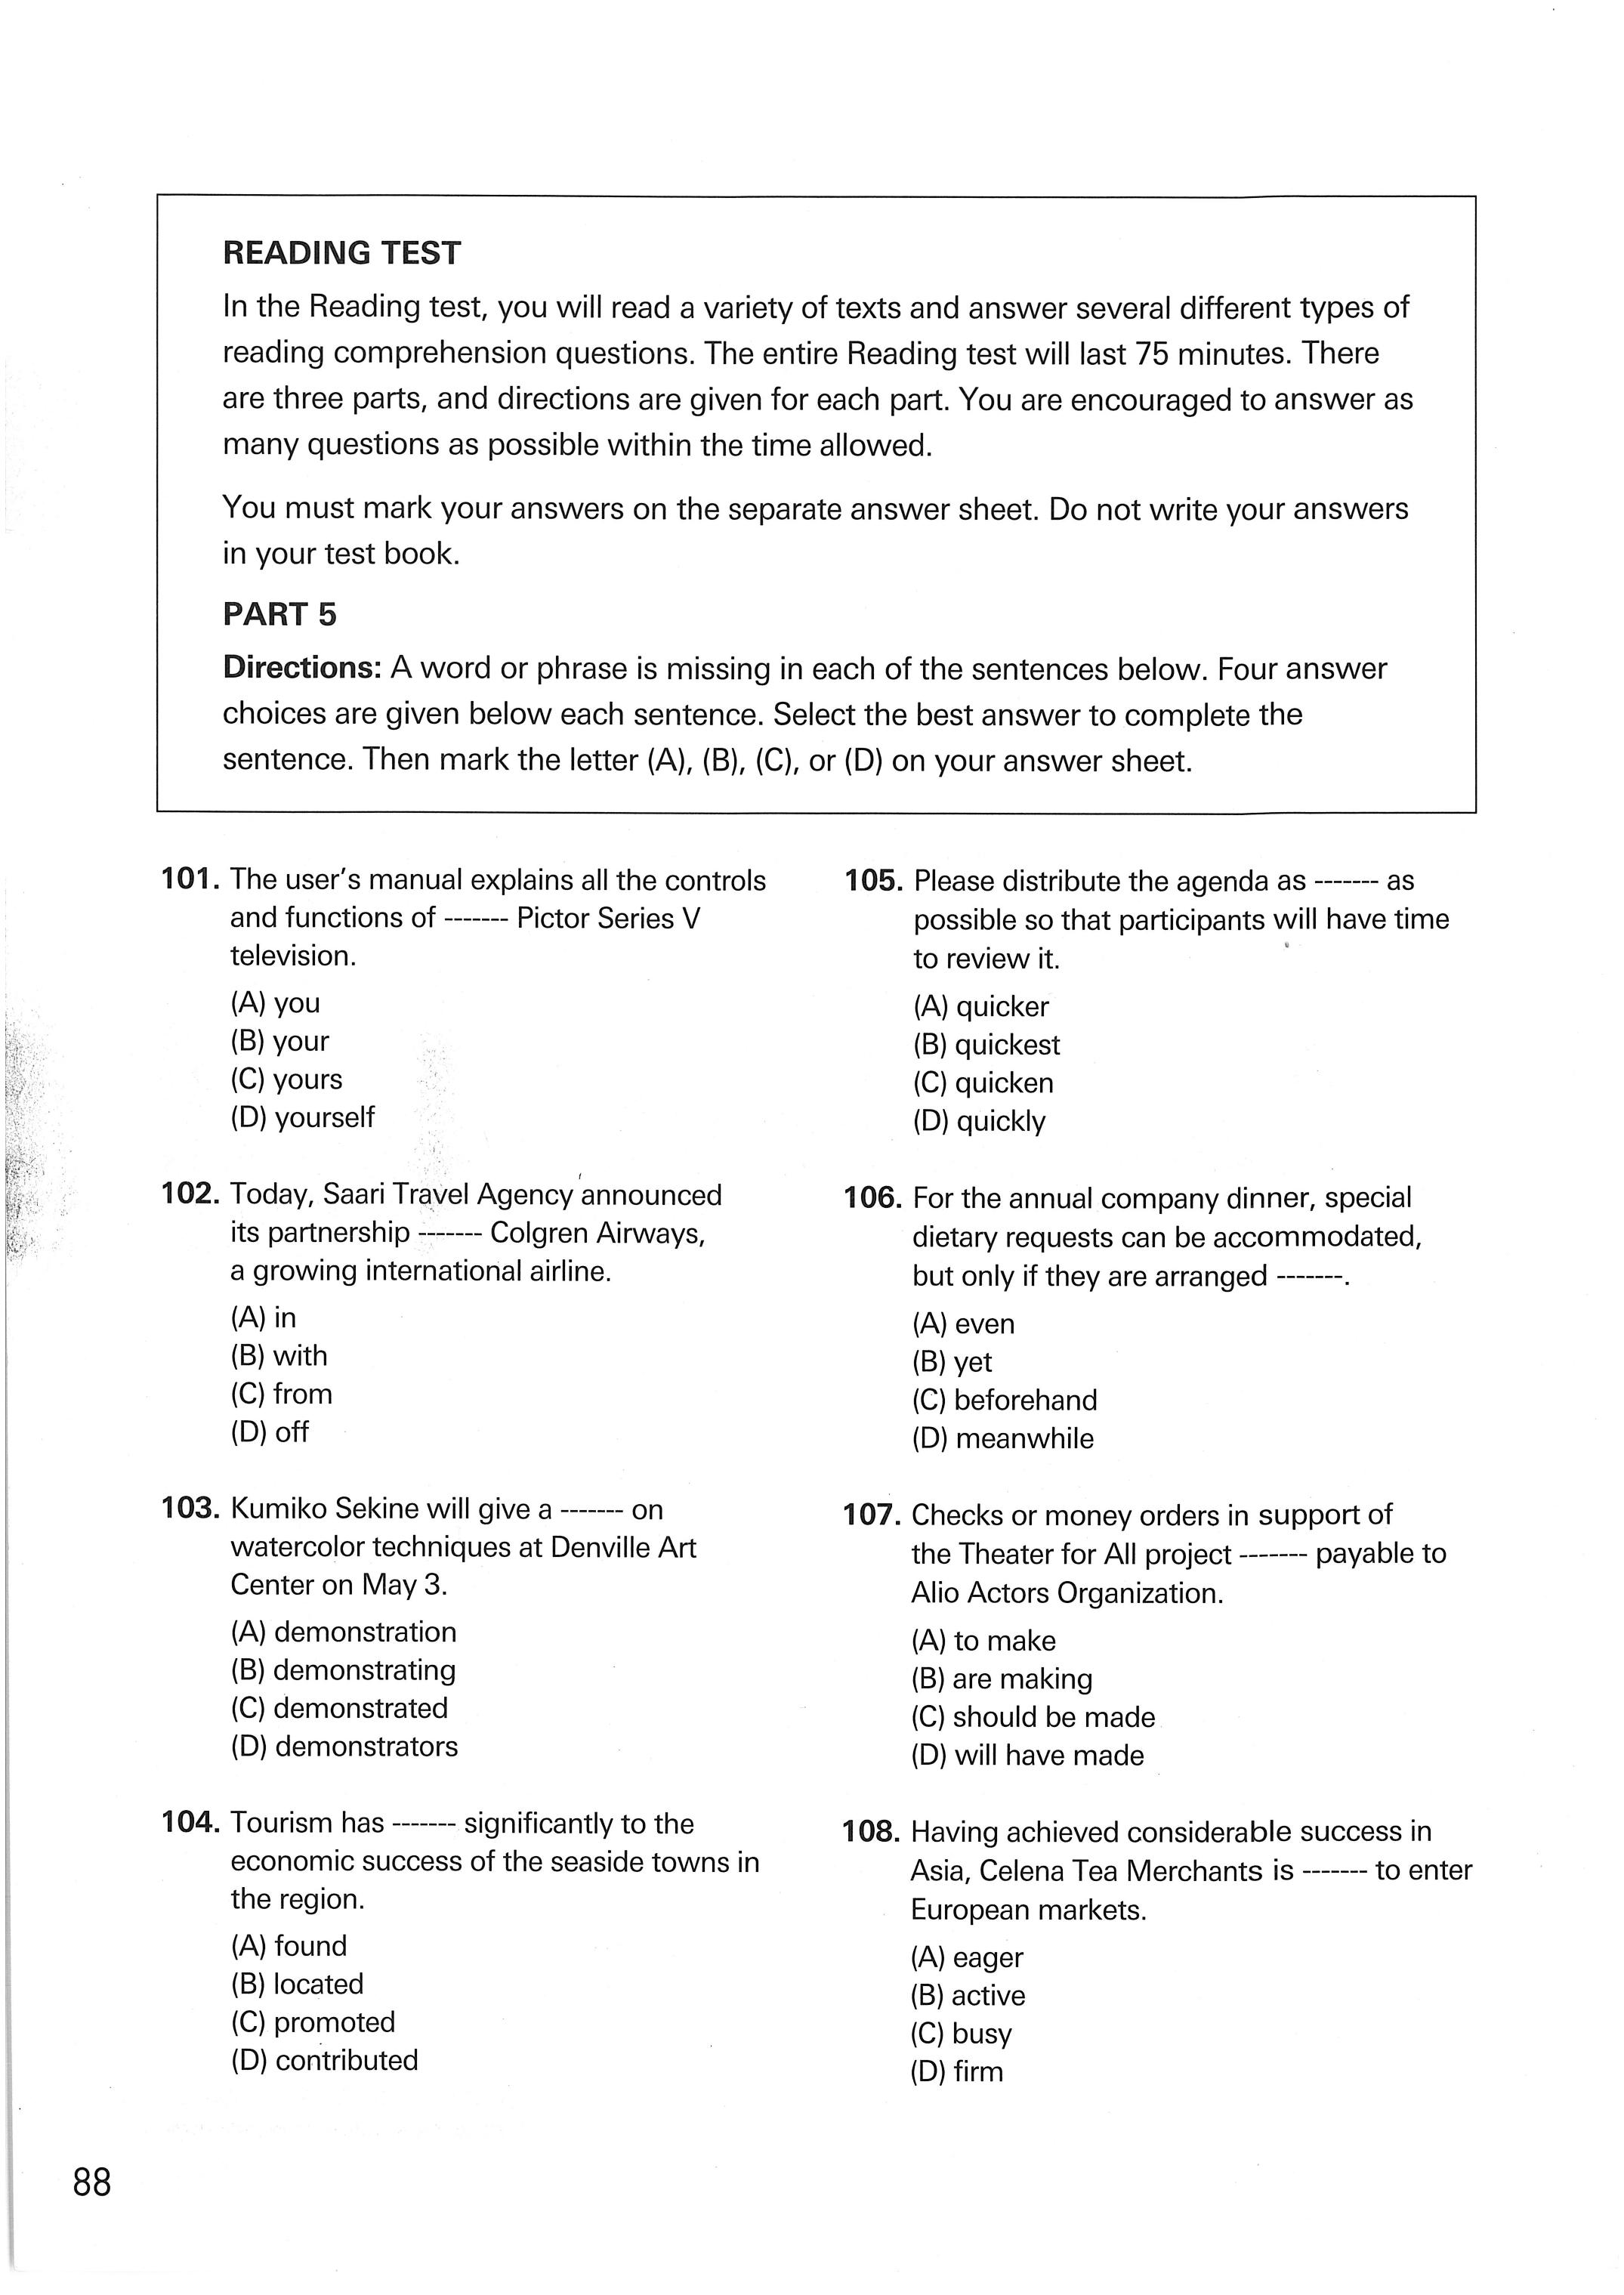 READING TEST
In the Reading test, you will read a variety of texts and answer several different types of
reading comprehension questions. The entire Reading test will last 75 minutes. There
are three parts, and directions are given for each part. You are encouraged to answer as
many questions as possible within the time allowed.
You must mark your answers on the separate answer sheet. Do not write your answers
in your test book.
PART 5
Directions: A word or phrase is missing in each of the sentences below. Four answer
choices are given below each sentence. Select the best answer to complete the
sentence. Then mark the letter (A), (B), (C), or (D) on your answer sheet.
101. The user's manual explains all the controls
and functions of ------- Pictor Series V
television.
(A) you
(B) your
(C) yours
(D) yourself
102. Today, Saari Travel Agency announced
its partnership ------- Colgren Airways,
a growing international airline.
(A) in
(B) with
(C) from
(D) off
103. Kumiko Sekine will give a ------- on
watercolor techniques at Denville Art
Center on May 3.
(A) demonstration
(B) demonstrating
(C) demonstrated
(D) demonstrators
104. Tourism has ------- significantly to the
economic success of the seaside towns in
the region.
(A) found
(B) located
(C) promoted
(D) contributed
105. Please distribute the agenda as ------- as
possible so that participants will have time
to review it.
(A) quicker
(B) quickest
(C) quicken
(D) quickly
106. For the annual company dinner, special
dietary requests can be accommodated,
but only if they are arranged -------.
(A) even
(B) yet
(C) beforehand
(D) meanwhile
107. Checks or money orders in support of
the Theater for All project ------- payable to
Alio Actors Organization.
(A) to make
(B) are making
(C) should be made
(D) will have made
108. Having achieved considerable success in
Asia, Celena Tea Merchants is ------- to enter
European markets.
(A) eager
(B) active
(C) busy
(D) firm
88